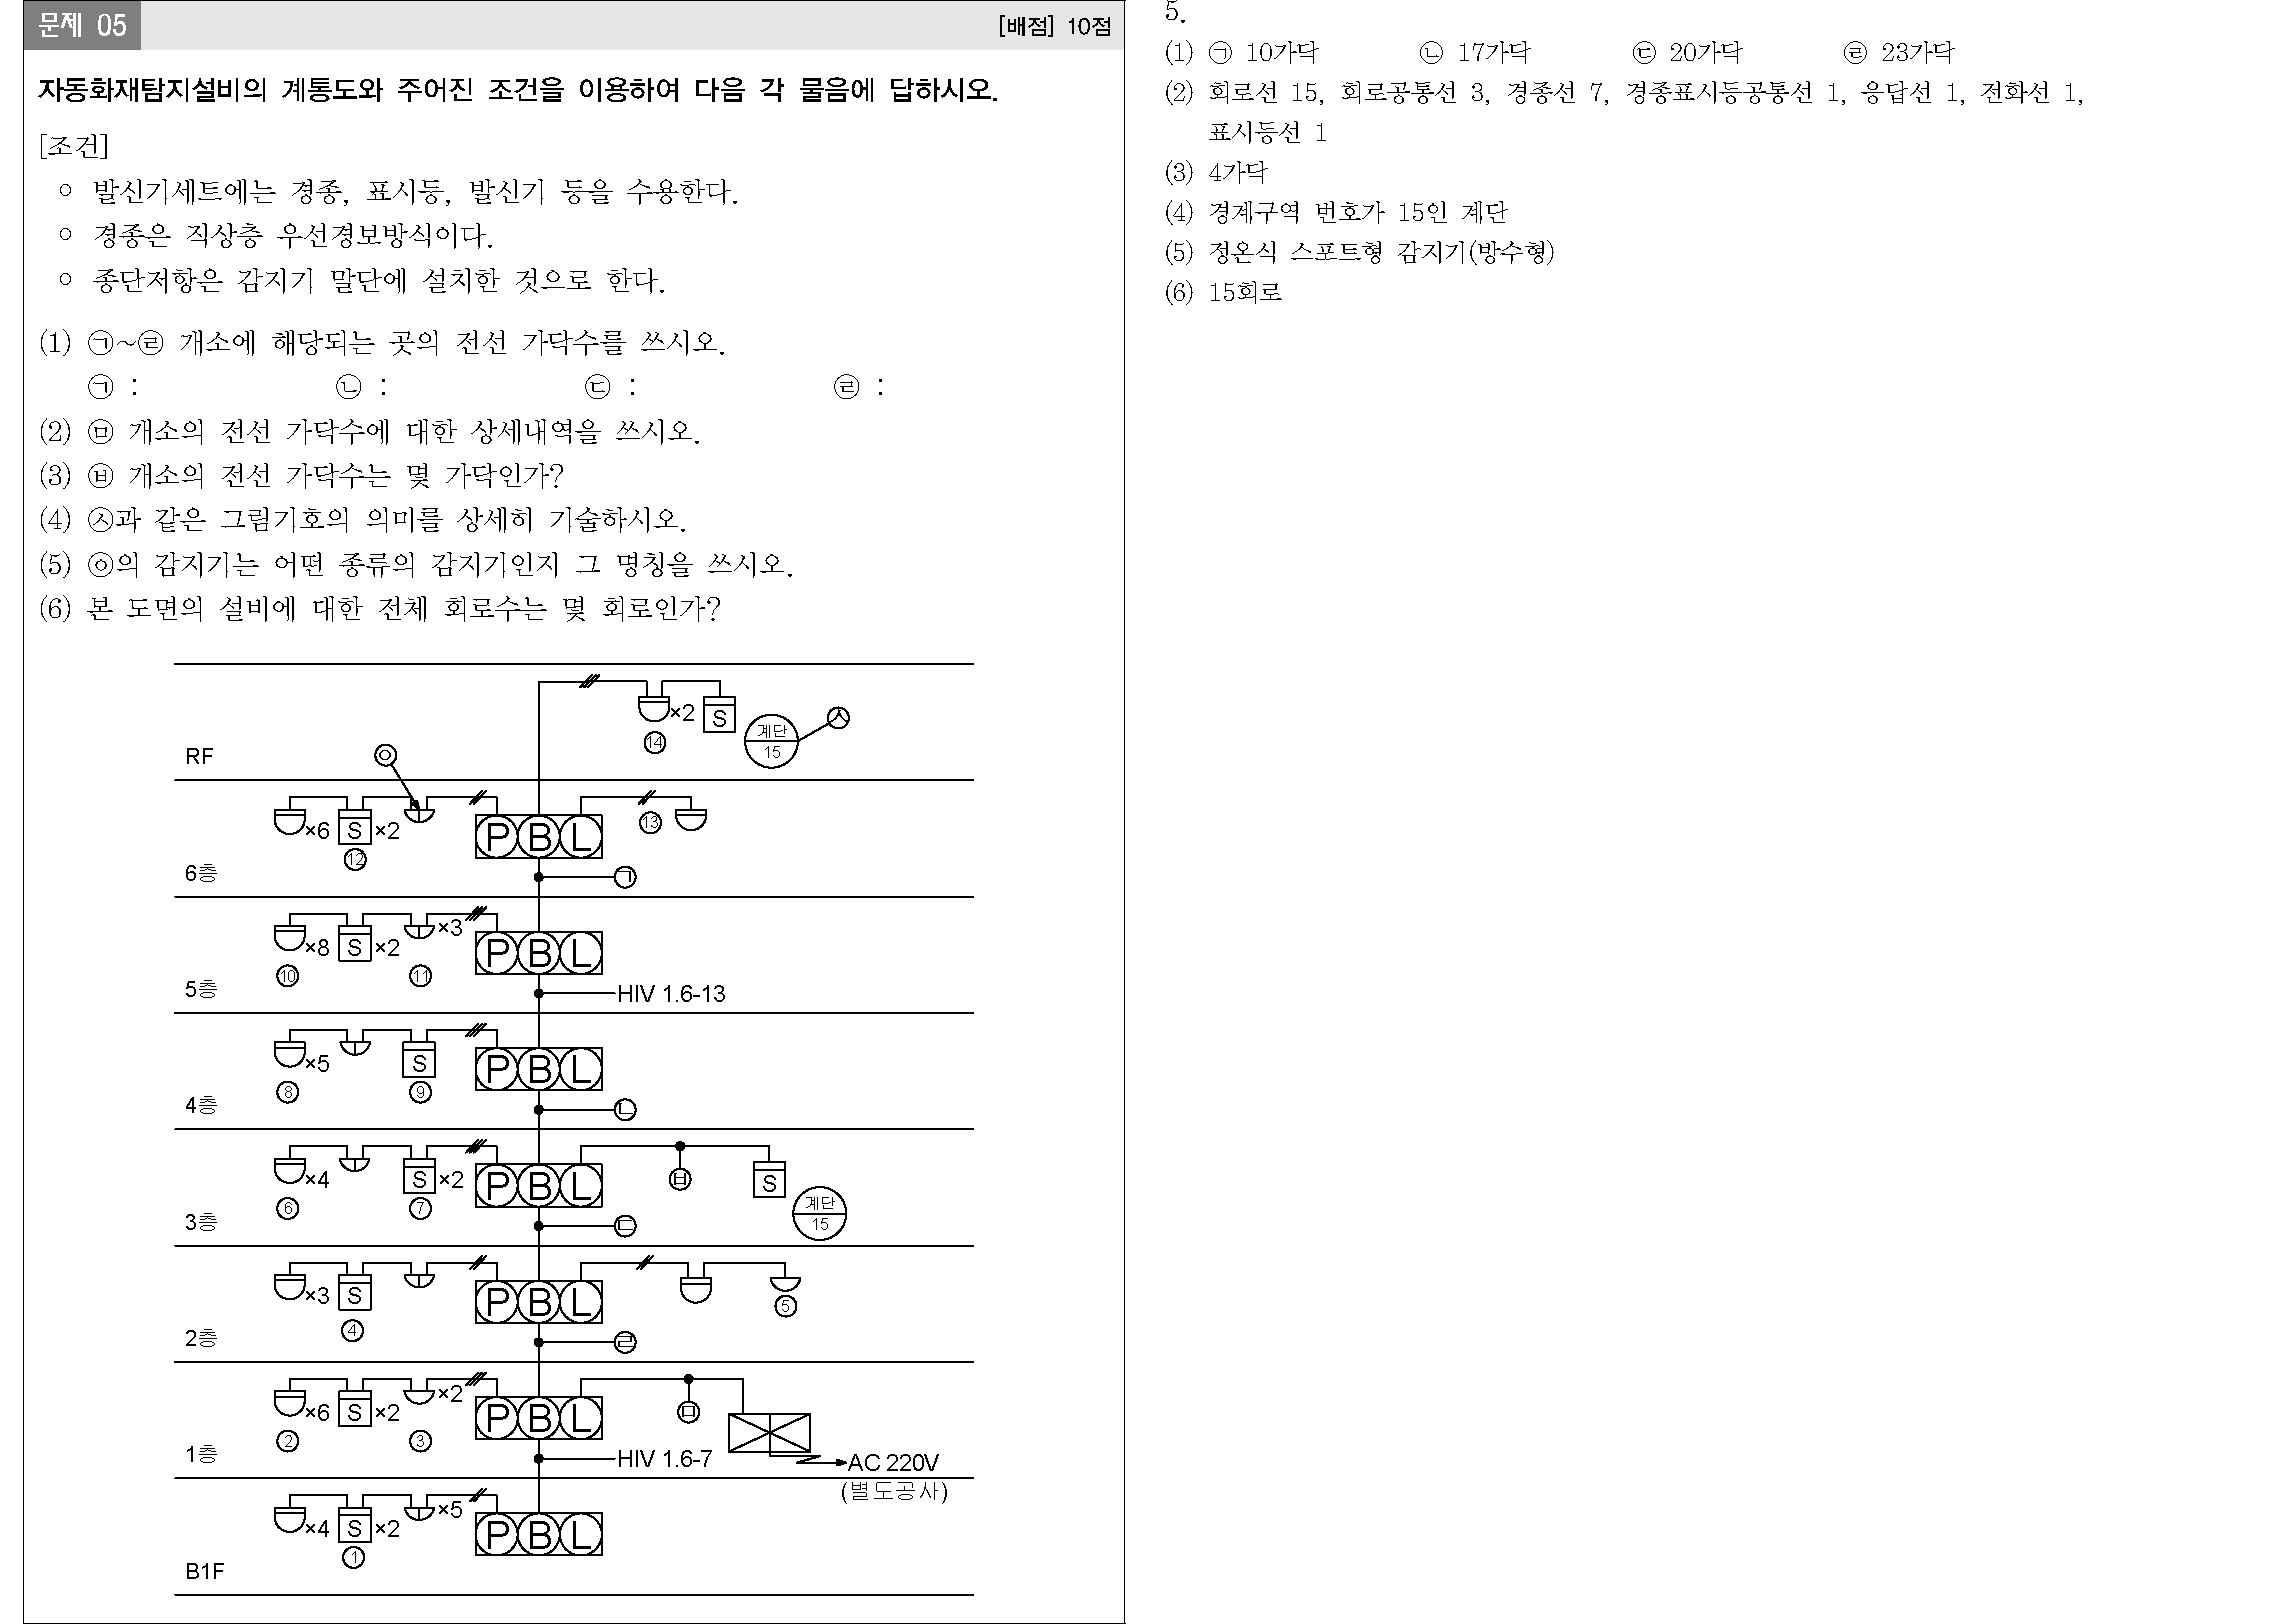 문제 05 [배점] 10점
자동화재탐지설비의 계통도와 주어진 조건을 이용하여 다음 각 물음에 답하시오.
[조건]
○ 발신기세트에는 경종, 표시등, 발신기 등을 수용한다.
○ 경종은 직상층 우선경보방식이다.
○ 종단저항은 감지기 말단에 설치한 것으로 한다.
(1) ㉠~㉣ 개소에 해당되는 곳의 전선 가닥수를 쓰시오.
㉠ : ㉡ : ㉢ : ㉣ :
(2) ㉤ 개소의 전선 가닥수에 대한 상세내역을 쓰시오.
(3) ㉥ 개소의 전선 가닥수는 몇 가닥인가?
(4) ㉦과 같은 그림기호의 의미를 상세히 기술하시오.
(5) ㉧의 감지기는 어떤 종류의 감지기인지 그 명칭을 쓰시오.
(6) 본 도면의 설비에 대한 전체 회로수는 몇 회로인가?
×2 S
⑭ 계단 15 ㉦
RF ㉧
×6 S ×2 P B L ⑬
⑫
6층 ㉠
×8 S ×2 ×3 P B L
⑩ ⑪
5층 HIV 1.6-13
×5 S P B L
⑧ ⑨
4층 ㉡
×4 S ×2 P B L ㉥ S
⑥ ⑦ 계단 15
3층 ㉢
×3 S P B L
④ ⑤
2층 ㉣
×6 S ×2 ×2 P B L ㉤
② ③
1층 HIV 1.6-7 AC 220V
(별도공사)
×4 S ×2 ×5 P B L
①
B1F
5.
(1) ㉠ 10가닥 ㉡ 17가닥 ㉢ 20가닥 ㉣ 23가닥
(2) 회로선 15, 회로공통선 3, 경종선 7, 경종표시등공통선 1, 응답선 1, 전화선 1,
표시등선 1
(3) 4가닥
(4) 경계구역 번호가 15인 계단
(5) 정온식 스포트형 감지기(방수형)
(6) 15회로